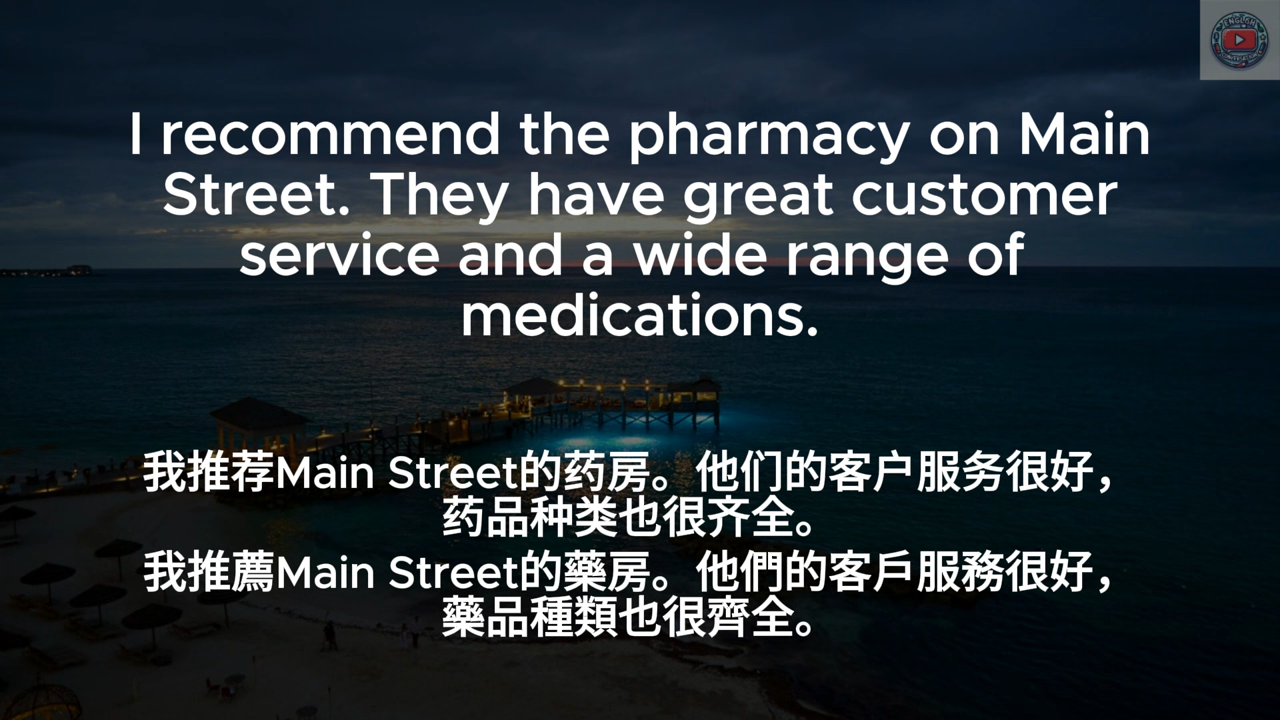 ENGLISH
CONVERSATION
I recommend the pharmacy on Main
Street. They have great customer
service and a wide range of
medications.
我推荐Main Street的药房。他们的客户服务很好，
药品种类也很齐全。
我推薦Main Street的藥房。他們的客戶服務很好，
藥品種類也很齊全。